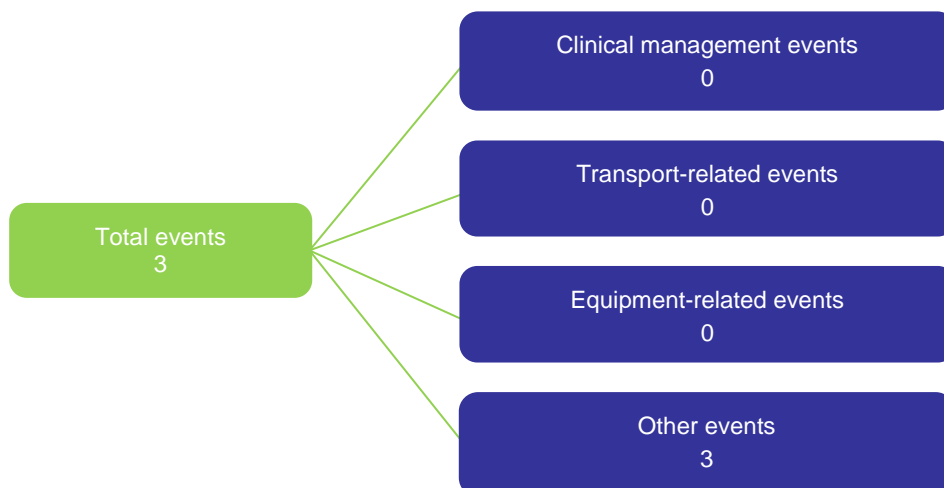 Clinical management events
0
Transport-related events
0
Total events
3
Equipment-related events
0
Other events
3